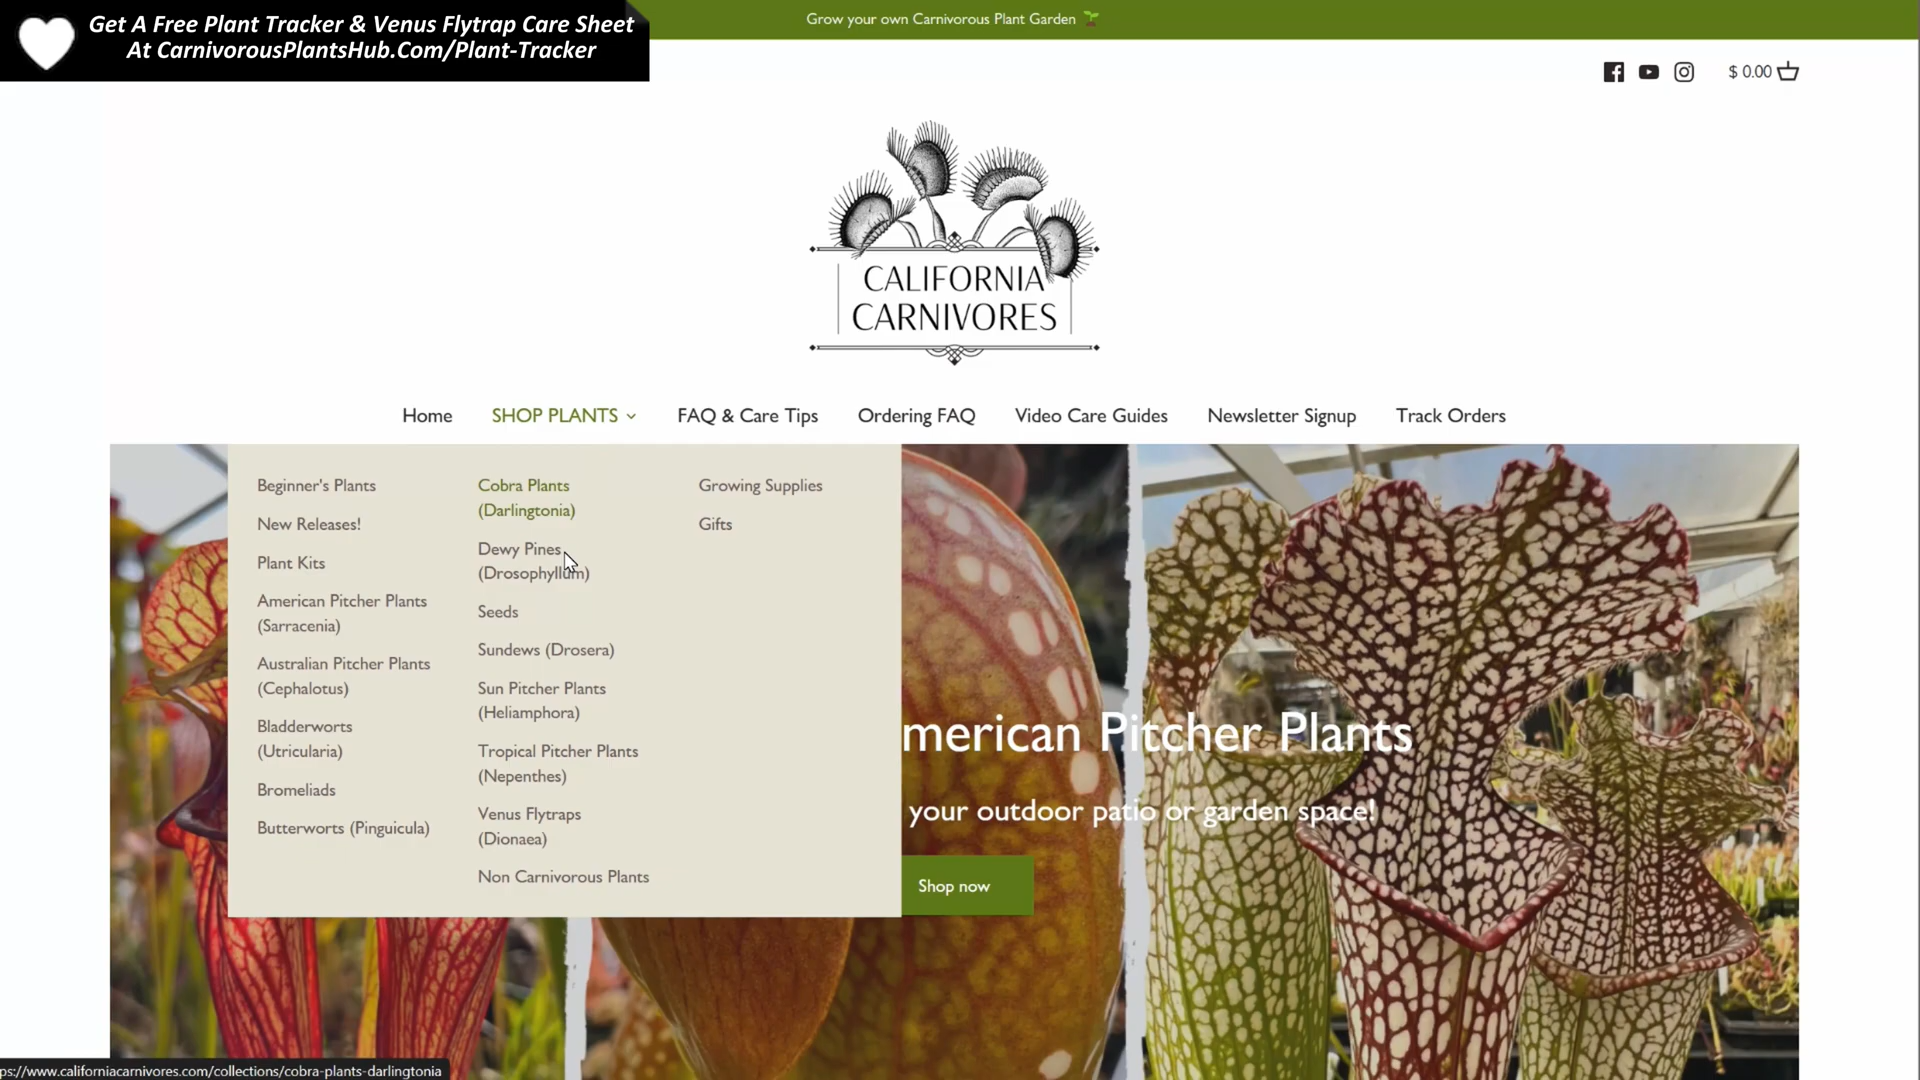 Get A Free Plant Tracker & Venus Flytrap Care Sheet
At CarnivorousPlantsHub.Com/Plant-Tracker
Grow your own Carnivorous Plant Garden
$ 0.00
CALIFORNIA
CARNIVORES
Home
SHOP PLANTS
FAQ & Care Tips
Ordering FAQ
Video Care Guides
Newsletter Signup
Track Orders
Beginner's Plants
New Releases!
Plant Kits
American Pitcher Plants
(Sarracenia)
Australian Pitcher Plants
(Cephalotus)
Bladderworts
(Utricularia)
Bromeliads
Butterworts (Pinguicula)
Cobra Plants
(Darlingtonia)
Dewy Pines
(Drosophyllum)
Seeds
Sundews (Drosera)
Sun Pitcher Plants
(Heliamphora)
Tropical Pitcher Plants
(Nepenthes)
Venus Flytraps
(Dionaea)
Non Carnivorous Plants
Growing Supplies
Gifts
merican Pitcher Plants
your outdoor patio or garden space!
Shop now
ps://www.californiacarnivores.com/collections/cobra-plants-darlingtonia